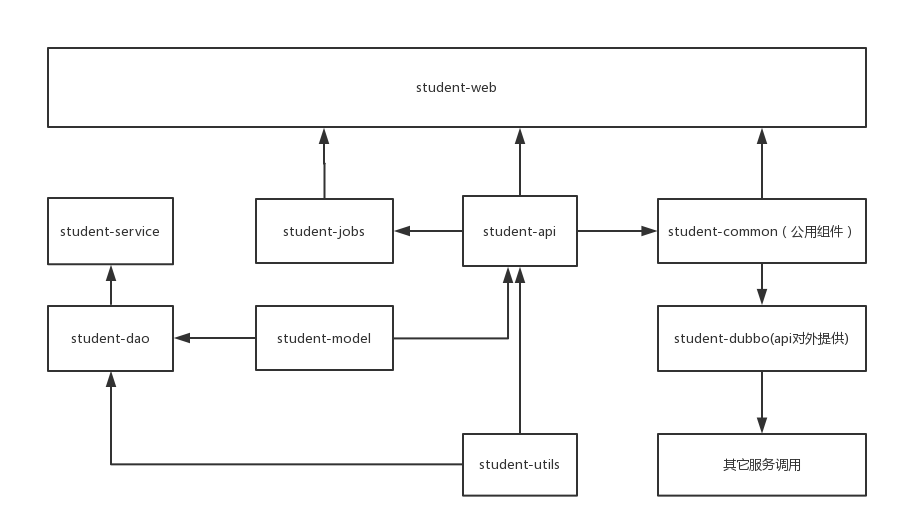 student-web
student-service
student-jobs
student-api
student-common（公用组件）
student-dao
student-model
student-dubbo(api对外提供)
student-utils
其它服务调用